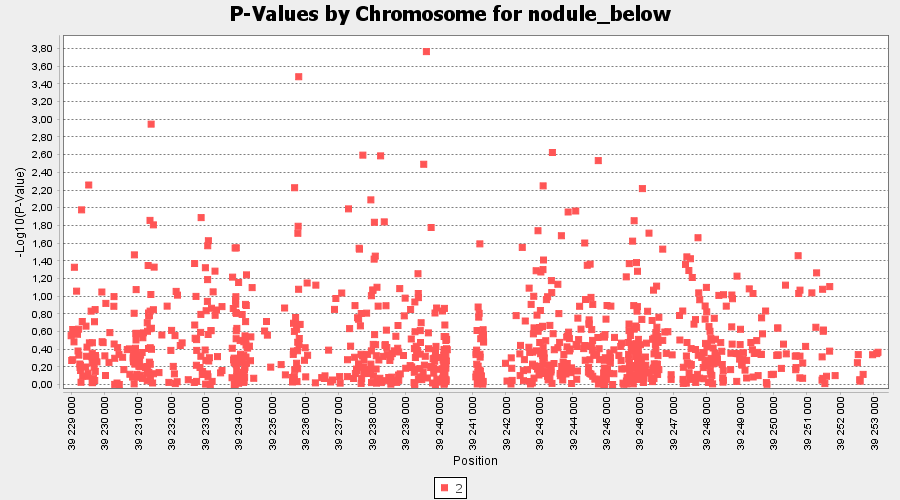 P-Values by Chromosome for nodule_below
-Log10(P-Value)
3,80
3,60
3,40
3,20
3,00
2,80
2,60
2,40
2,20
2,00
1,80
1,60
1,40
1,20
1,00
0,80
0,60
0,40
0,20
0,00
39 229 000
39 230 000
39 231 000
39 232 000
39 233 000
39 234 000
39 235 000
39 236 000
39 237 000
39 238 000
39 239 000
39 240 000
39 241 000
39 242 000
39 243 000
39 244 000
39 245 000
39 246 000
39 247 000
39 248 000
39 249 000
39 250 000
39 251 000
39 252 000
39 253 000
Position
2